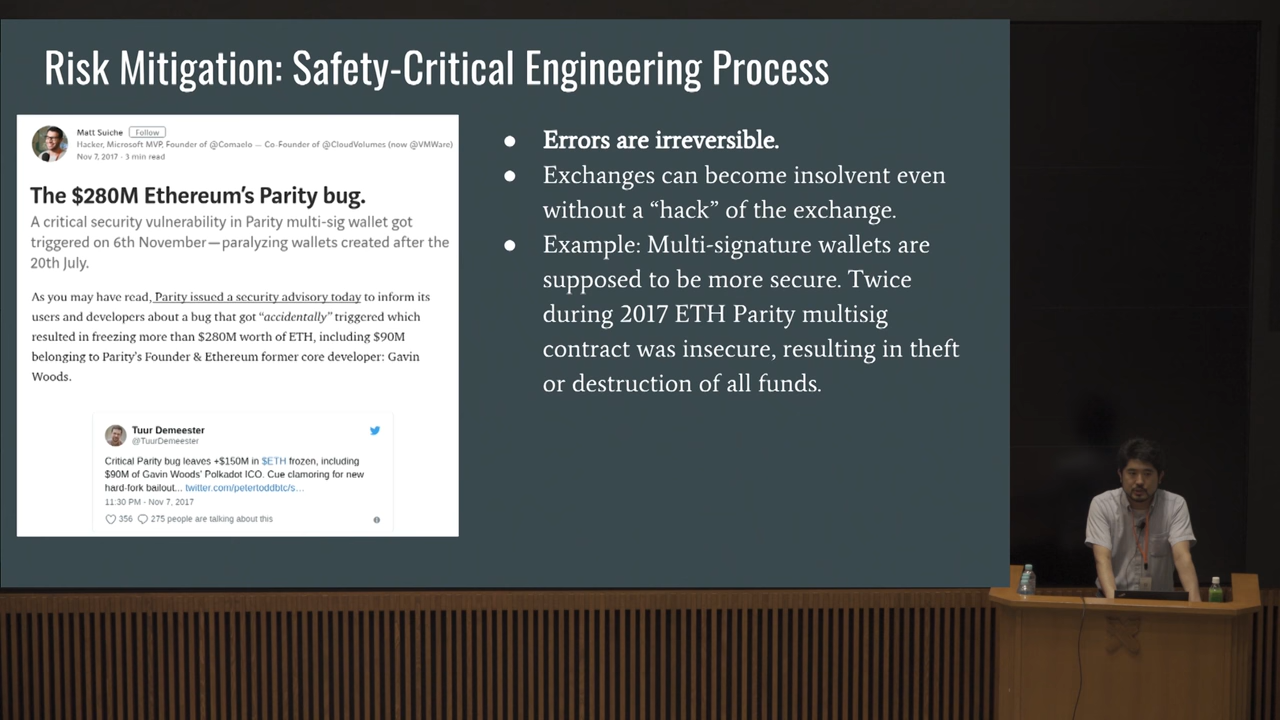 Risk Mitigation: Safety-Critical Engineering Process
Matt Suiche Follow
Hacker, Microsoft MVP, Founder of @Comaelo — Co-Founder of @CloudVolumes (now @VMWare)
Nov 7, 2017 · 3 min read
The $280M Ethereum's Parity bug.
A critical security vulnerability in Parity multi-sig wallet got
triggered on 6th November—paralyzing wallets created after the
20th July.
As you may have read, Parity issued a security advisory today to inform its
users and developers about a bug that got “accidentally” triggered which
resulted in freezing more than $280M worth of ETH, including $90M
belonging to Parity's Founder & Ethereum former core developer: Gavin
Woods.
Tuur Demeester
@TuurDemeester
Critical Parity bug leaves +$150M in $ETH frozen, including
$90M of Gavin Woods' Polkadot ICO. Cue clamoring for new
hard-fork bailout... twitter.com/petertoddbtc/s…
11:30 PM - Nov 7, 2017
356 275 people are talking about this
● Errors are irreversible.
● Exchanges can become insolvent even
without a “hack” of the exchange.
● Example: Multi-signature wallets are
supposed to be more secure. Twice
during 2017 ETH Parity multisig
contract was insecure, resulting in theft
or destruction of all funds.